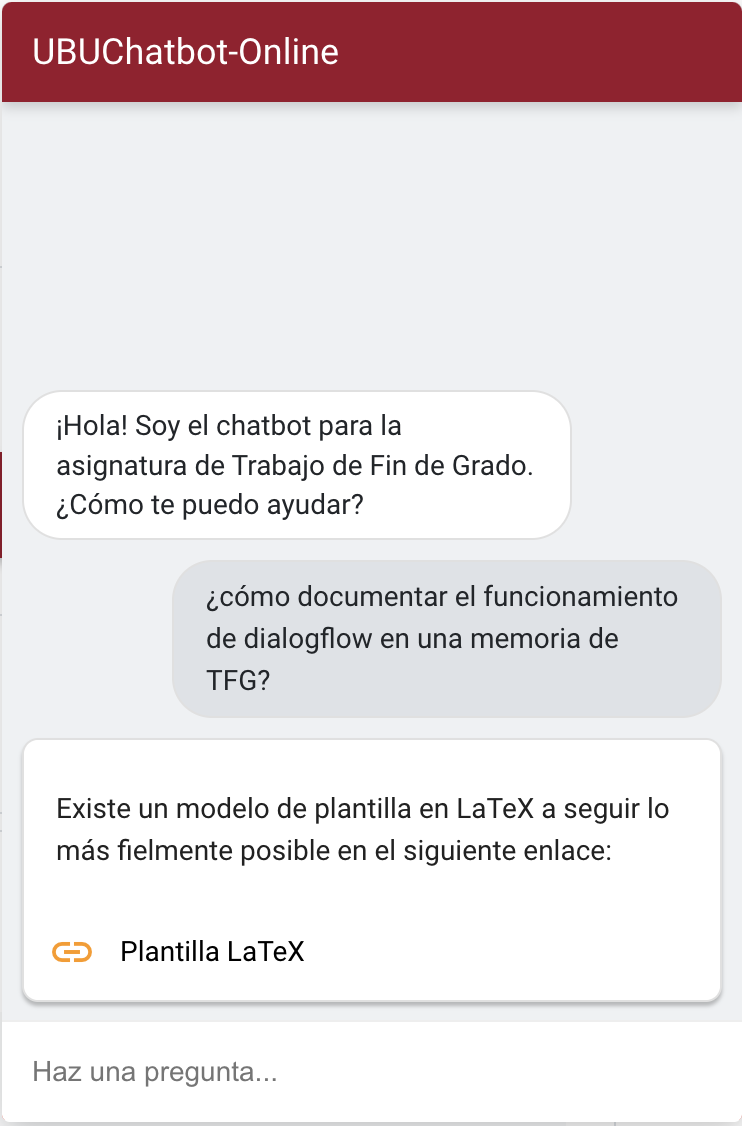 UBUChatbot-Online
¡Hola! Soy el chatbot para la
asignatura de Trabajo de Fin de Grado.
¿Cómo te puedo ayudar?
¿cómo documentar el funcionamiento
de dialogflow en una memoria de
TFG?
Existe un modelo de plantilla en LaTeX a seguir lo
más fielmente posible en el siguiente enlace:
Plantilla LaTeX
Haz una pregunta...